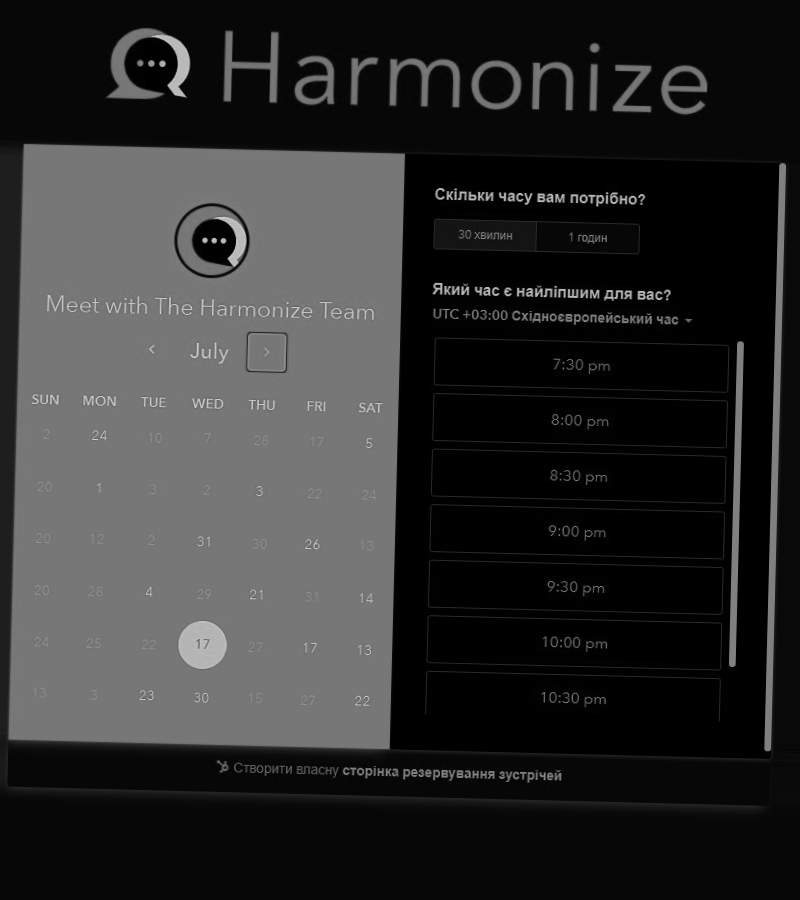 Harmonize
Meet with The Harmonize Team
July
SUN MON TUE WED THU FRI SAT
2 24 10 7 28 17 5
20 1 3 2 3 22 24
20 12 2 31 30 26 13
20 28 4 29 21 31 14
24 25 22 17 27 17 13
13 3 23 30 15 27 22
Скільки часу вам потрібно?
30 хвилин 1 годин
Який час є найліпшим для вас?
UTC +03:00 Східноєвропейський час
7:30 pm
8:00 pm
8:30 pm
9:00 pm
9:30 pm
10:00 pm
10:30 pm
Створити власну сторінка резервування зустрічей